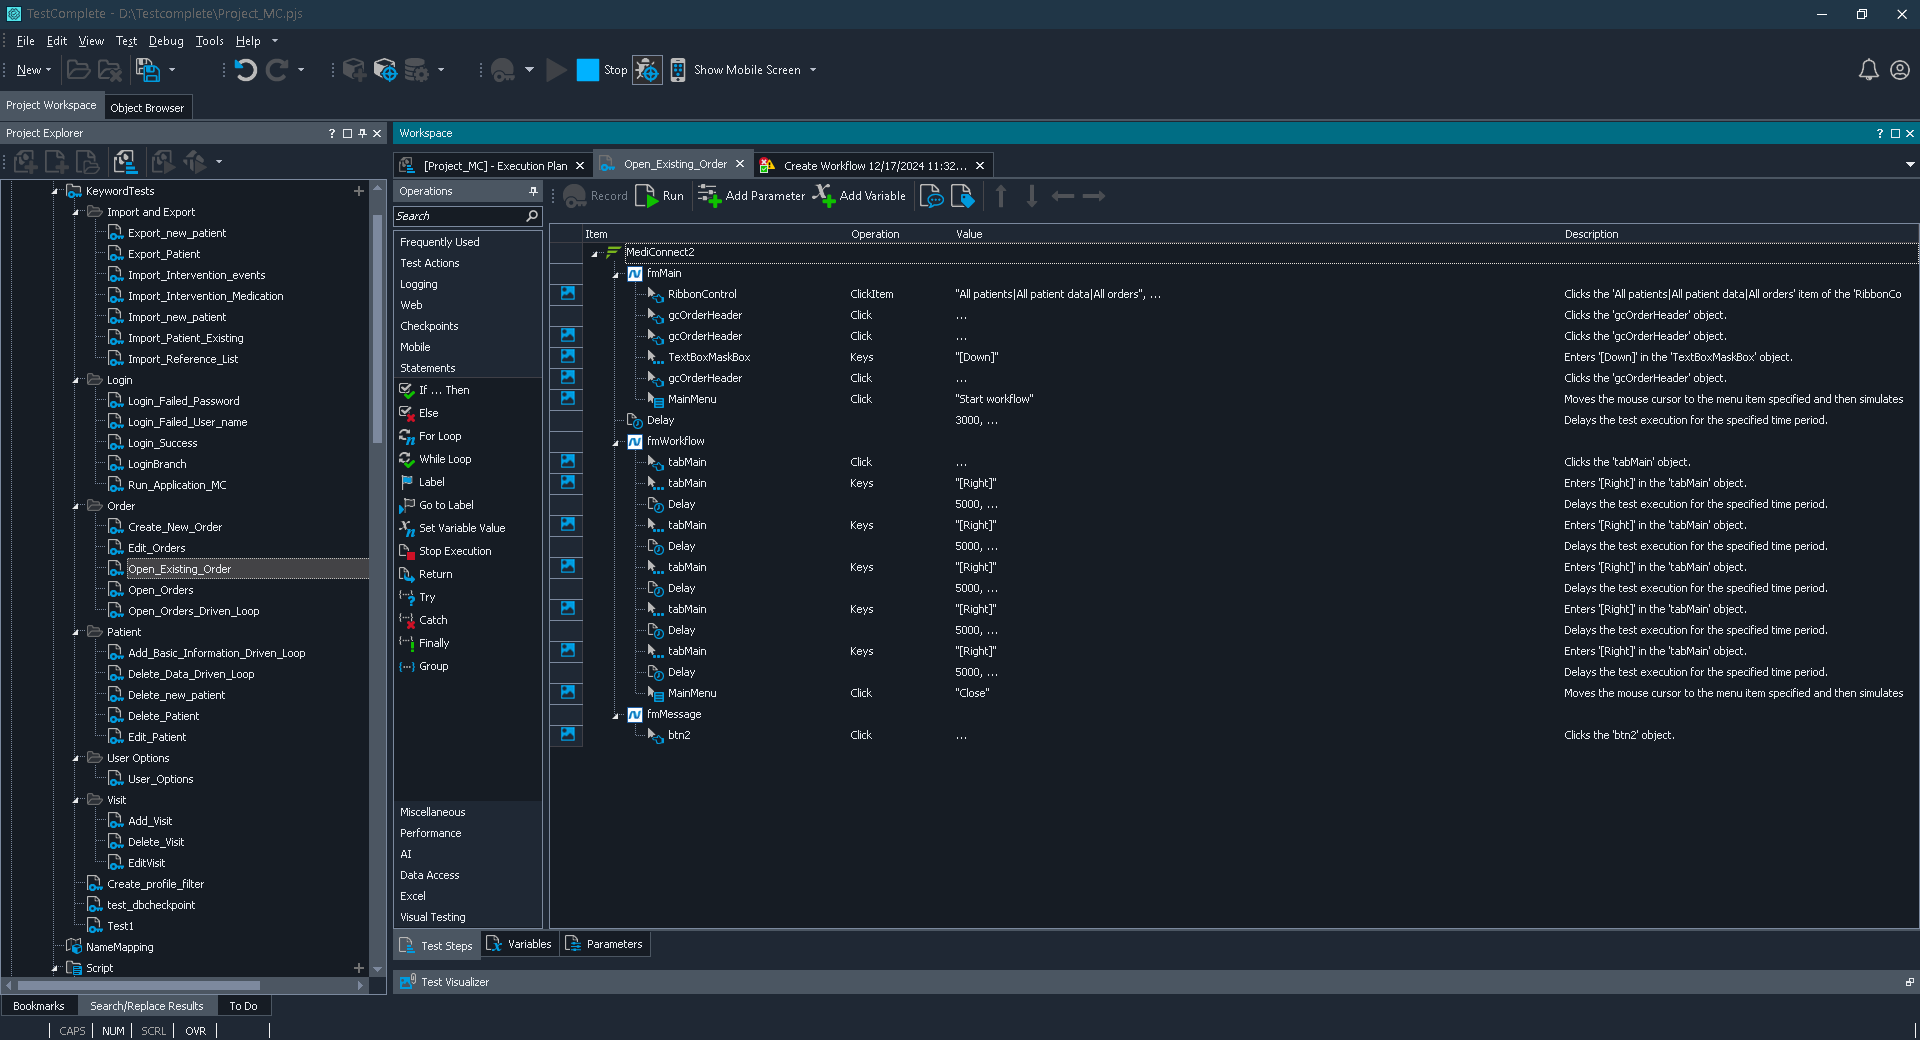 TestComplete - D:\Testcomplete\Project_MC.pjs
File Edit View Test Debug Tools Help
New Stop Show Mobile Screen
Project Workspace Object Browser
Project Explorer ?
KeywordTests
Import and Export
Export_new_patient
Export_Patient
Import_Intervention_events
Import_Intervention_Medication
Import_new_patient
Import_Patient_Existing
Import_Reference_List
Login
Login_Failed_Password
Login_Failed_User_name
Login_Success
LoginBranch
Run_Application_MC
Order
Create_New_Order
Edit_Orders
Open_Existing_Order
Open_Orders
Open_Orders_Driven_Loop
Patient
Add_Basic_Information_Driven_Loop
Delete_Data_Driven_Loop
Delete_new_patient
Delete_Patient
Edit_Patient
User Options
User_Options
Visit
Add_Visit
Delete_Visit
EditVisit
Create_profile_filter
test_dbcheckpoint
Test1
NameMapping
Script
Workspace ?
[Project_MC] - Execution Plan Open_Existing_Order Create Workflow 12/17/2024 11:32...
Operations
Search
Frequently Used
Test Actions
Logging
Web
Checkpoints
Mobile
Statements
If ... Then
Else
For Loop
While Loop
Label
Go to Label
Set Variable Value
Stop Execution
Return
Try
Catch
Finally
Group
Miscellaneous
Performance
AI
Data Access
Excel
Visual Testing
Record Run Add Parameter Add Variable
Item Operation Value Description
MediConnect2
fmMain
RibbonControl ClickItem "All patients|All patient data|All orders", ... Clicks the 'All patients|All patient data|All orders' item of the 'RibbonCo
gcOrderHeader Click ... Clicks the 'gcOrderHeader' object.
gcOrderHeader Click ... Clicks the 'gcOrderHeader' object.
TextBoxMaskBox Keys "[Down]" Enters '[Down]' in the 'TextBoxMaskBox' object.
gcOrderHeader Click ... Clicks the 'gcOrderHeader' object.
MainMenu Click "Start workflow" Moves the mouse cursor to the menu item specified and then simulates
Delay 3000, ... Delays the test execution for the specified time period.
fmWorkflow
tabMain Click ... Clicks the 'tabMain' object.
tabMain Keys "[Right]" Enters '[Right]' in the 'tabMain' object.
Delay 5000, ... Delays the test execution for the specified time period.
tabMain Keys "[Right]" Enters '[Right]' in the 'tabMain' object.
Delay 5000, ... Delays the test execution for the specified time period.
tabMain Keys "[Right]" Enters '[Right]' in the 'tabMain' object.
Delay 5000, ... Delays the test execution for the specified time period.
tabMain Keys "[Right]" Enters '[Right]' in the 'tabMain' object.
Delay 5000, ... Delays the test execution for the specified time period.
tabMain Keys "[Right]" Enters '[Right]' in the 'tabMain' object.
Delay 5000, ... Delays the test execution for the specified time period.
MainMenu Click "Close" Moves the mouse cursor to the menu item specified and then simulates
fmMessage
btn2 Click ... Clicks the 'btn2' object.
Test Steps Variables Parameters
Test Visualizer
Bookmarks Search/Replace Results To Do
CAPS NUM SCRL OVR